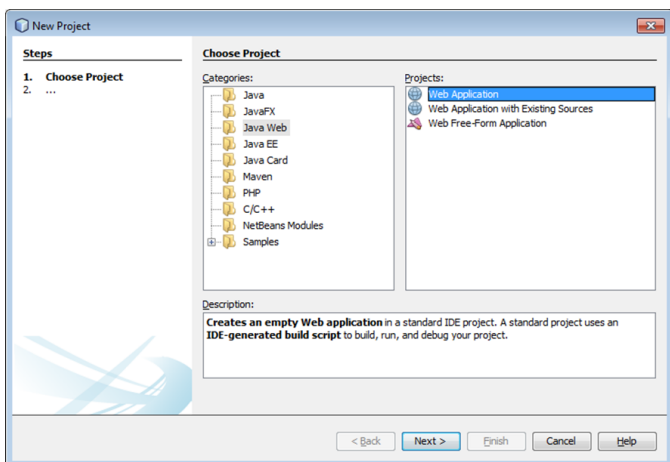 New Project
Steps
1. Choose Project
2. ...
Choose Project
Categories:
Java
JavaFX
Java Web
Java EE
Java Card
Maven
PHP
C/C++
NetBeans Modules
Samples
Projects:
Web Application
Web Application with Existing Sources
Web Free-Form Application
Description:
Creates an empty Web application in a standard IDE project. A standard project uses an
IDE-generated build script to build, run, and debug your project.
< Back
Next >
Finish
Cancel
Help